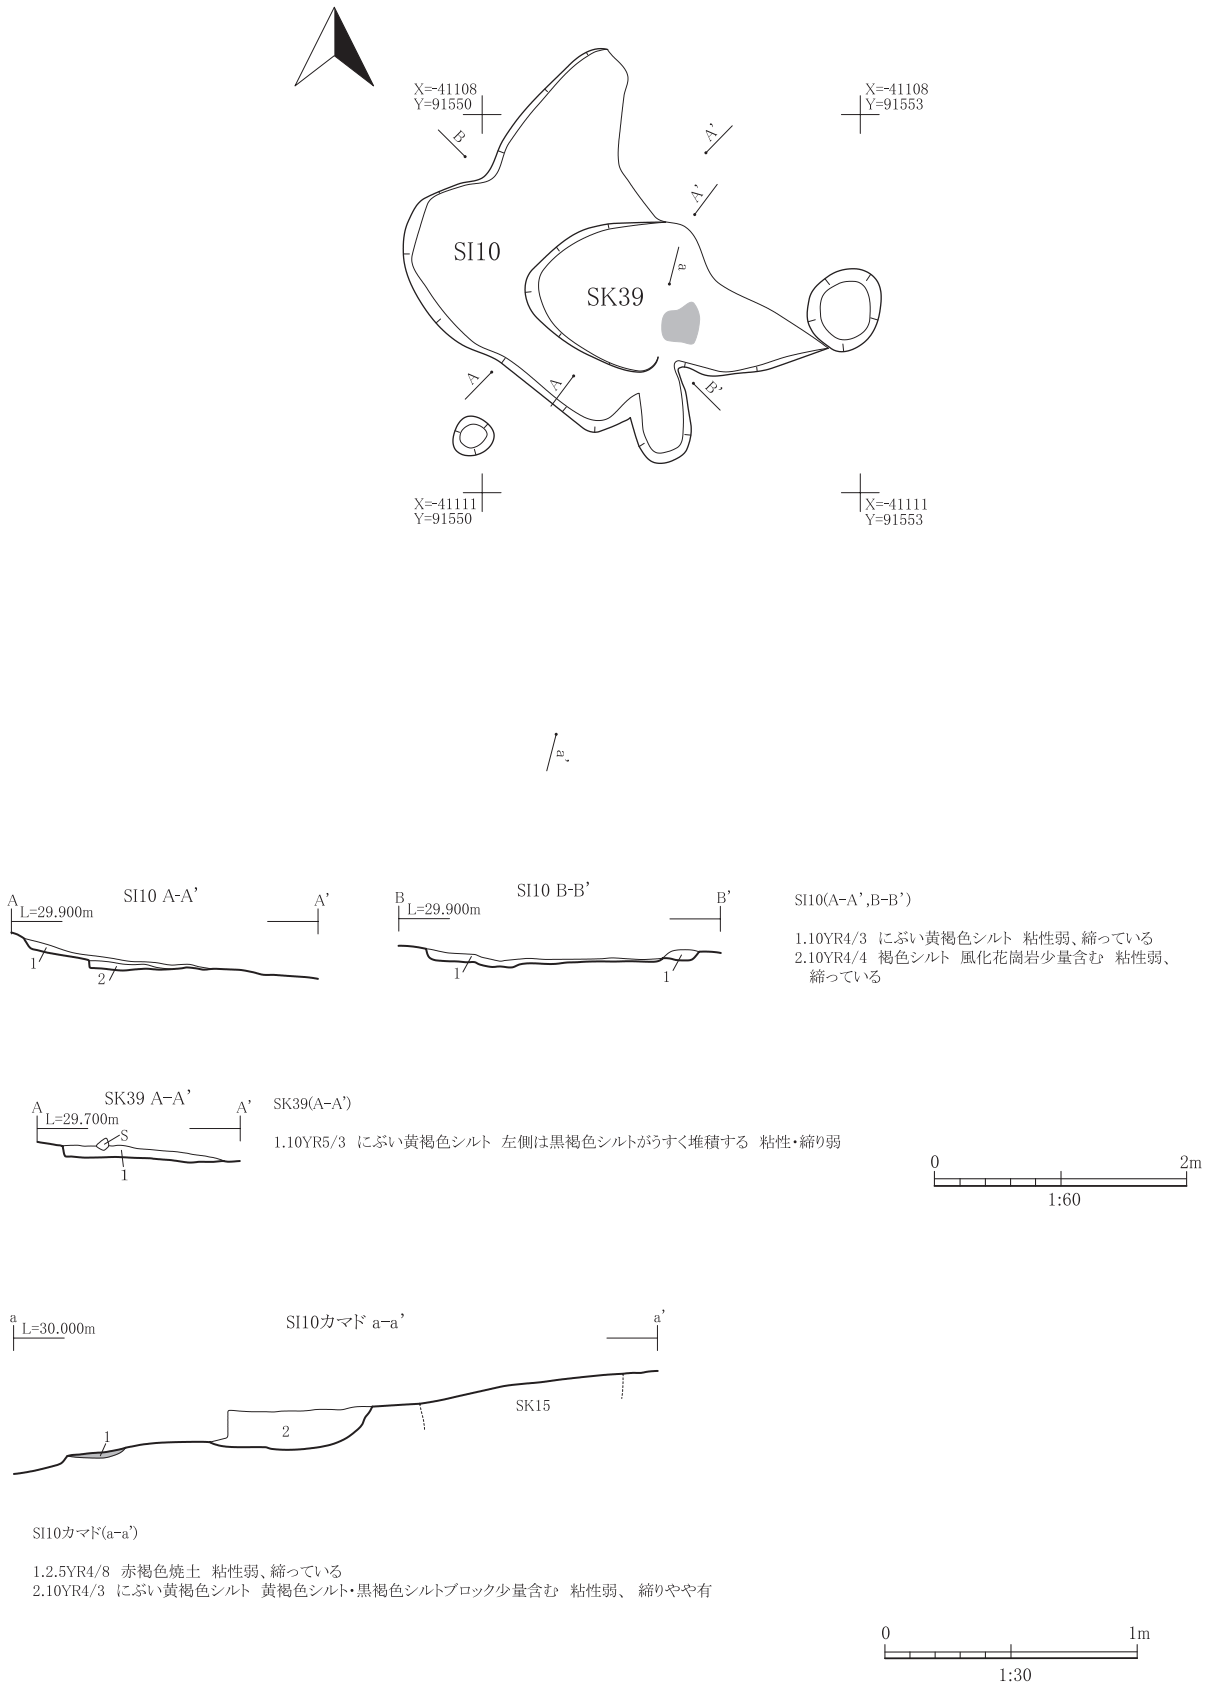 X=-41108
Y=91550
X=-41108
Y=91553
B
A'
A'
SI10
a
SK39
A
A
B'
X=-41111
Y=91550
X=-41111
Y=91553
a'
SI10 A-A'
A
A'
L=29.900m
1
2
SI10 B-B'
B
B'
L=29.900m
1
1
SI10(A-A',B-B')
1.10YR4/3 にぶい黄褐色シルト 粘性弱、締っている
2.10YR4/4 褐色シルト 風化花崗岩少量含む 粘性弱、
締っている
SK39 A-A'
A
A'
L=29.700m
S
1
SK39(A-A')
1.10YR5/3 にぶい黄褐色シルト 左側は黒褐色シルトがうすく堆積する 粘性・締り弱
0
2m
1:60
SI10カマド a-a'
a
a'
L=30.000m
SK15
2
1
SI10カマド(a-a')
1.2.5YR4/8 赤褐色焼土 粘性弱、締っている
2.10YR4/3 にぶい黄褐色シルト 黄褐色シルト・黒褐色シルトブロック少量含む 粘性弱、 締りやや有
0
1m
1:30